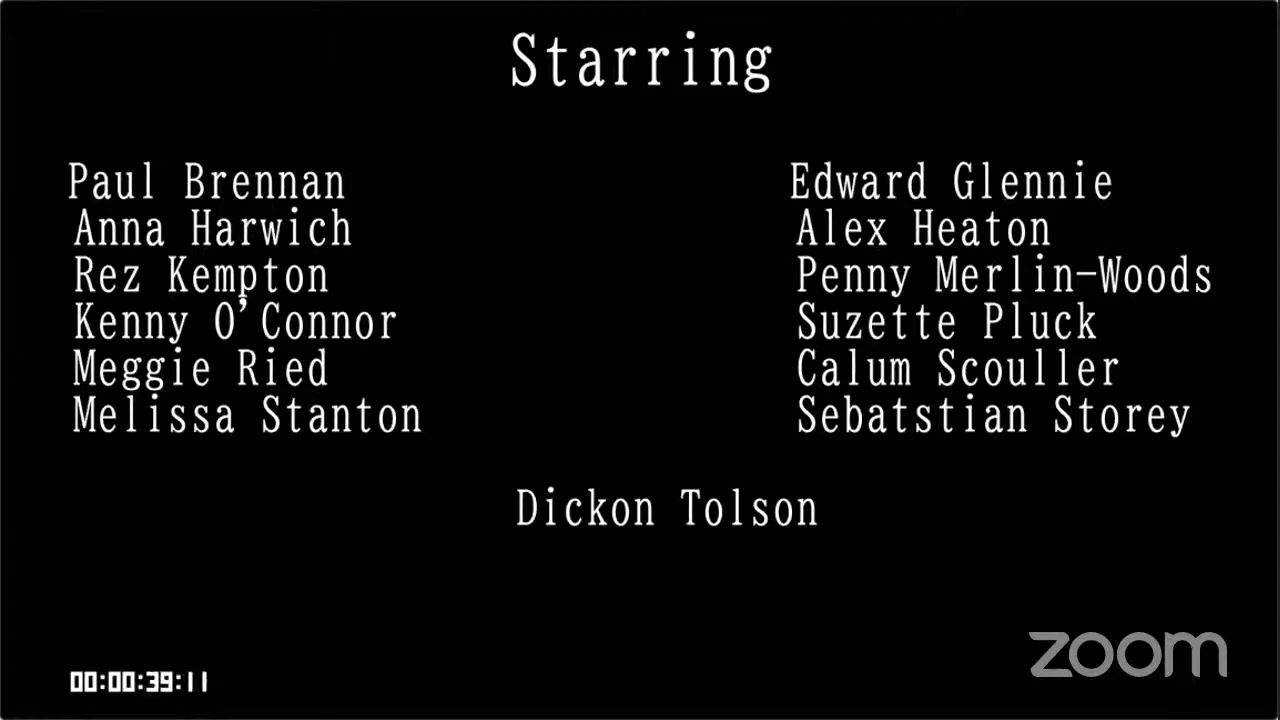 Starring
Paul Brennan
Anna Harwich
Rez Kempton
Kenny O'Connor
Meggie Ried
Melissa Stanton
Edward Glennie
Alex Heaton
Penny Merlin-Woods
Suzette Pluck
Calum Scouller
Sebatstian Storey
Dickon Tolson
zoom
00:00:39:11